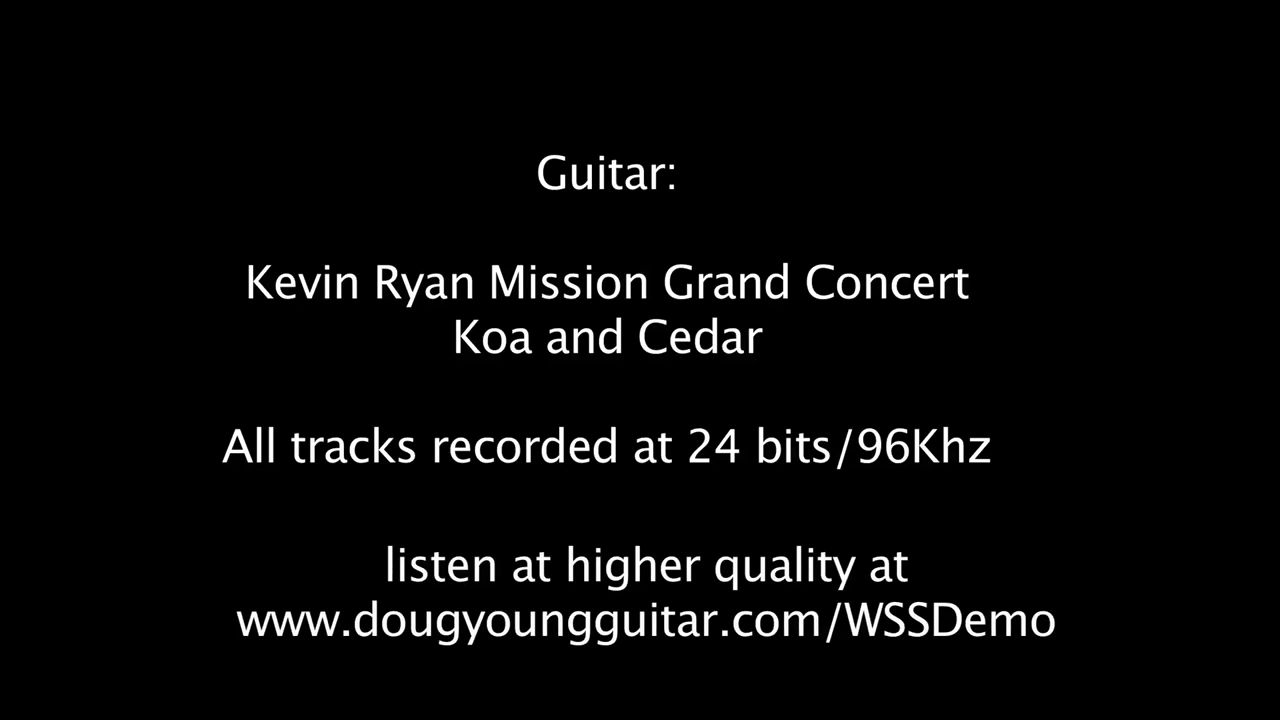 Guitar:
Kevin Ryan Mission Grand Concert
Koa and Cedar
All tracks recorded at 24 bits/96Khz
listen at higher quality at
www.dougyoungguitar.com/WSSDemo